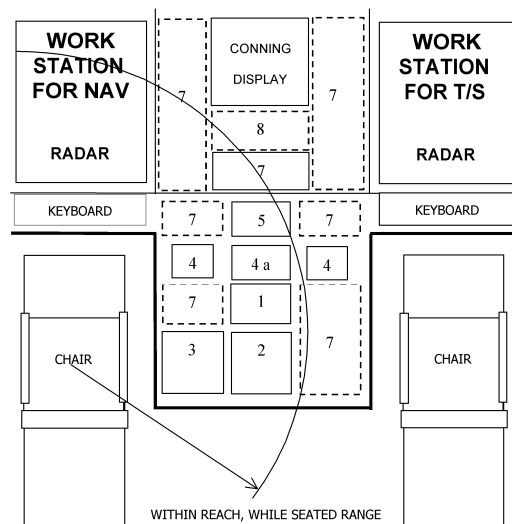 WORK
STATION
FOR NAV
RADAR
7
CONNING
DISPLAY
8
7
7
WORK
STATION
FOR T/S
RADAR
KEYBOARD
7
5
7
KEYBOARD
4
4 a
4
7
1
3
2
7
CHAIR
CHAIR
WITHIN REACH, WHILE SEATED RANGE